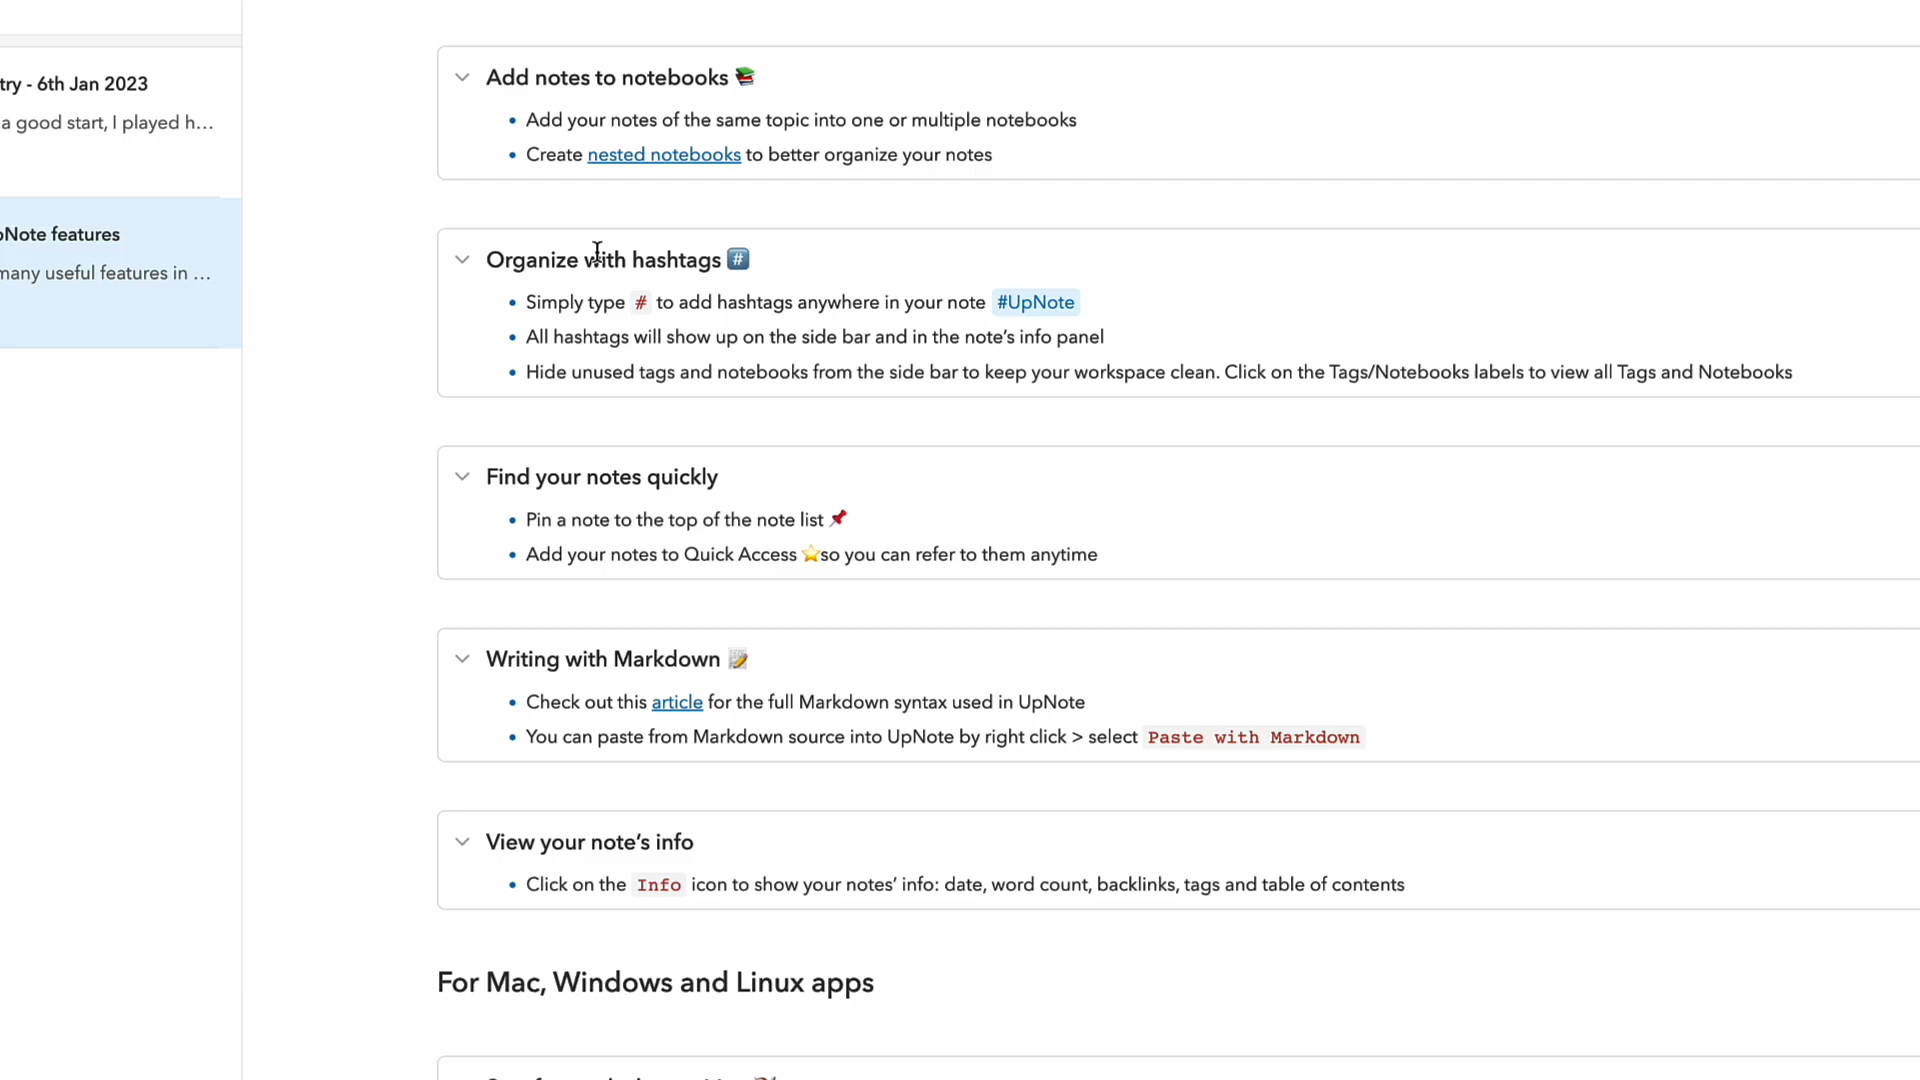 try - 6th Jan 2023
a good start, I played h...
pNote features
many useful features in ...
Add notes to notebooks 📚
• Add your notes of the same topic into one or multiple notebooks
• Create nested notebooks to better organize your notes
Organize with hashtags #️⃣
• Simply type # to add hashtags anywhere in your note #UpNote
• All hashtags will show up on the side bar and in the note’s info panel
• Hide unused tags and notebooks from the side bar to keep your workspace clean. Click on the Tags/Notebooks labels to view all Tags and Notebooks
Find your notes quickly
• Pin a note to the top of the note list 📌
• Add your notes to Quick Access ⭐so you can refer to them anytime
Writing with Markdown 📝
• Check out this article for the full Markdown syntax used in UpNote
• You can paste from Markdown source into UpNote by right click > select Paste with Markdown
View your note’s info
• Click on the Info icon to show your notes’ info: date, word count, backlinks, tags and table of contents
For Mac, Windows and Linux apps